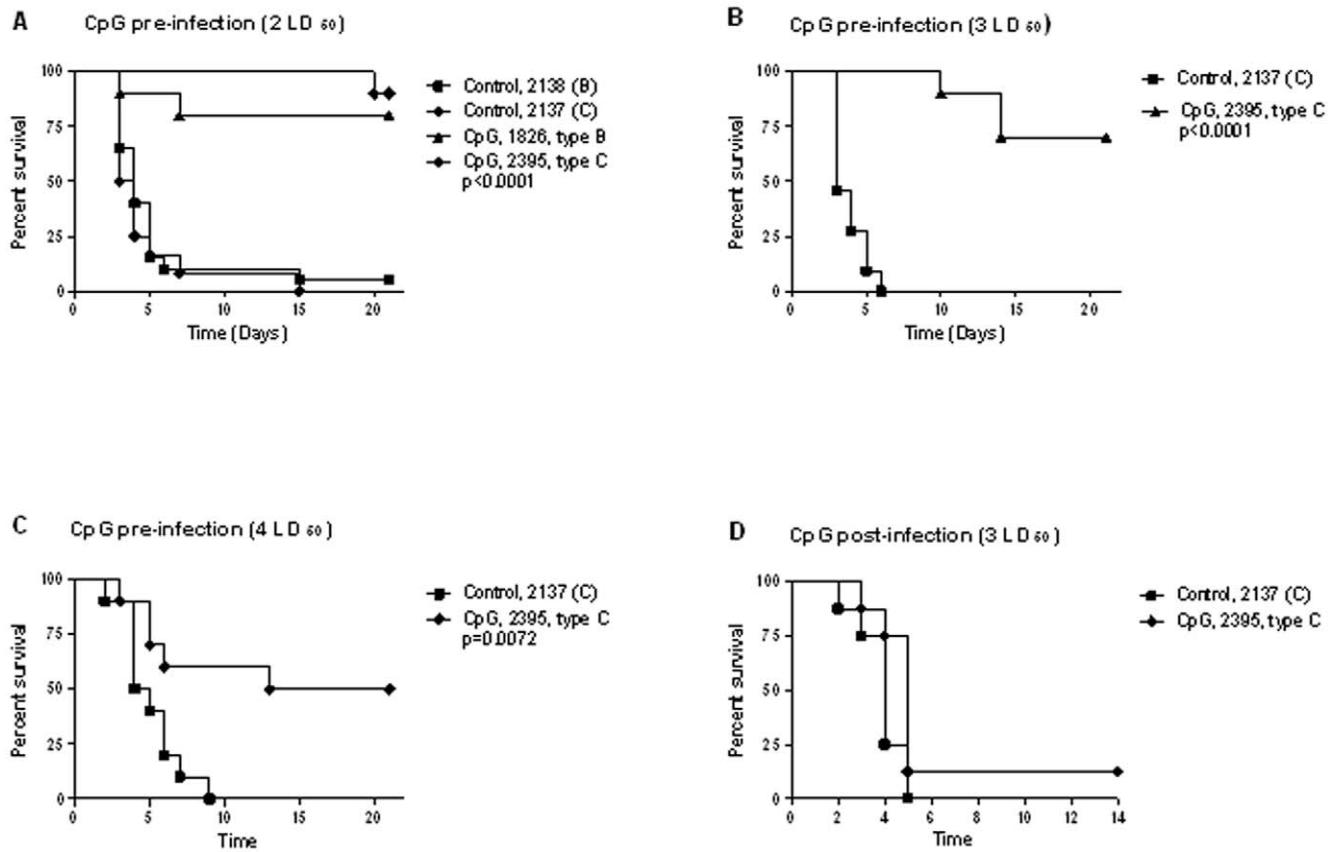 A CpG pre-infection (2 LD 50)
100
75
50
25
0
Percent survival
0 5 10 15 20
Time (Days)
Control, 2138 (B)
Control, 2137 (C)
CpG, 1826, type B
CpG, 2395, type C
p<0.0001
B CpG pre-infection (3 LD 50)
100
75
50
25
0
Percent survival
0 5 10 15 20
Time (Days)
Control, 2137 (C)
CpG, 2395, type C
p<0.0001
C CpG pre-infection (4 LD 50)
100
75
50
25
0
Percent survival
0 5 10 15 20
Time
Control, 2137 (C)
CpG, 2395, type C
p=0.0072
D CpG post-infection (3 LD 50)
100
75
50
25
0
Percent survival
0 2 4 6 8 10 12 14
Time
Control, 2137 (C)
CpG, 2395, type C